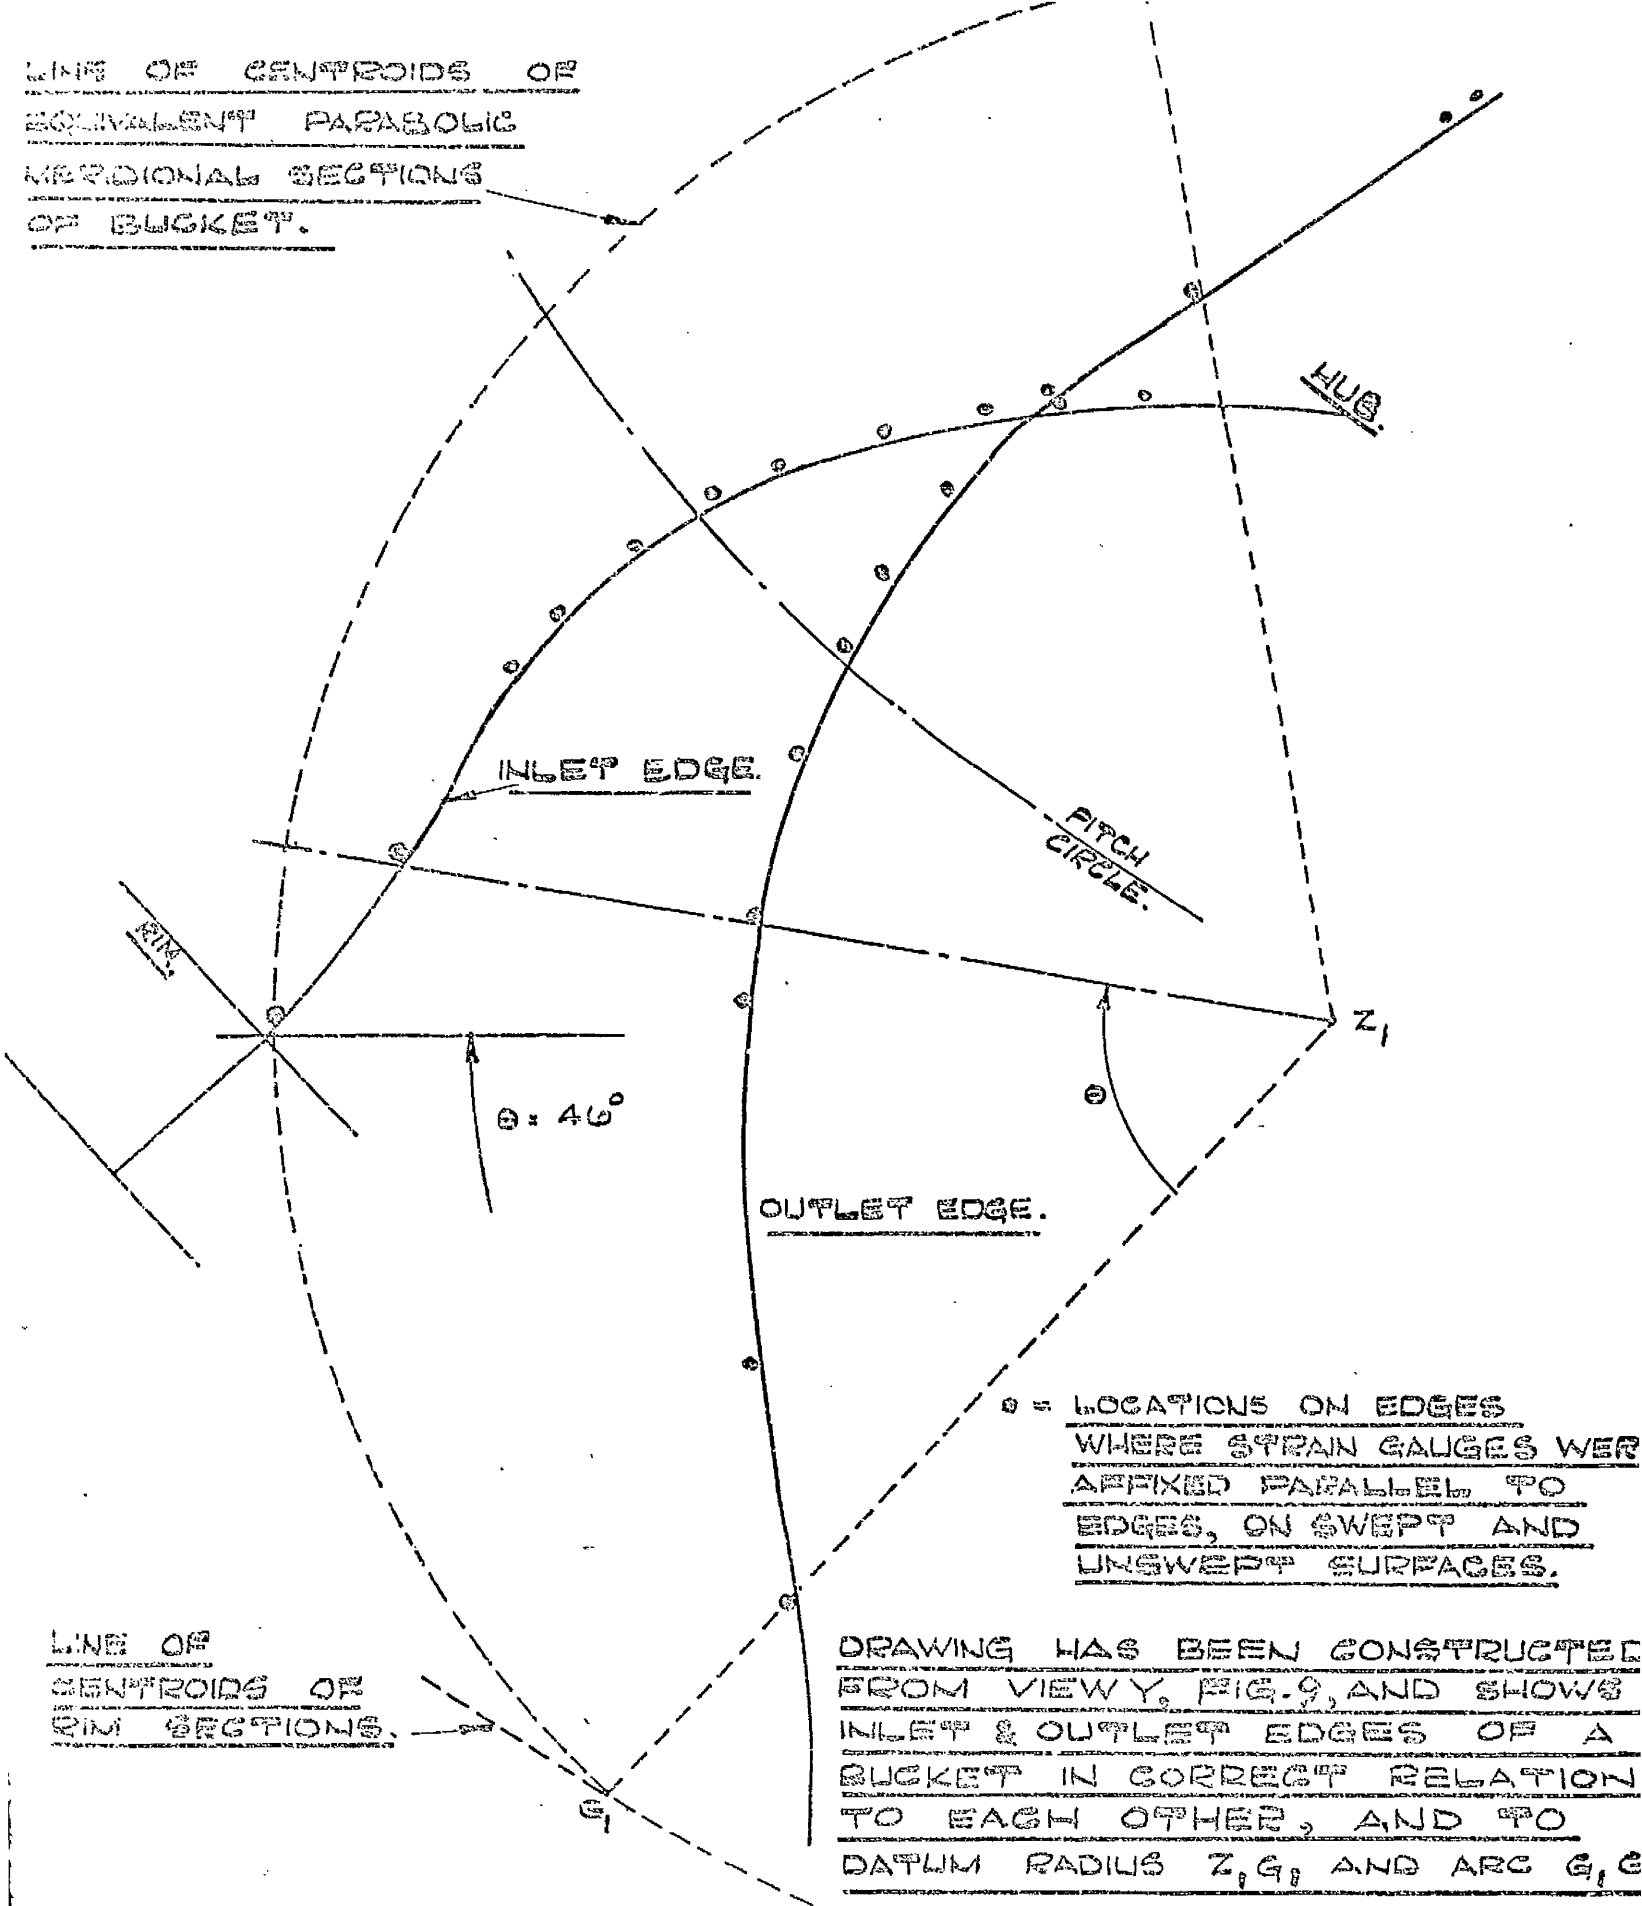 LINE OF CENTROIDS OF
EQUIVALENT PARABOLIC
MERIDIONAL SECTIONS
OF BUCKET.
HUB.
INLET EDGE.
PITCH
CIRCLE.
RIM.
Z₁
θ = 46°
θ
OUTLET EDGE.
= LOCATIONS ON EDGES
WHERE STRAIN GAUGES WER
AFFIXED PARALLEL TO
EDGES, ON SWEPT AND
UNSWEPT SURFACES.
LINE OF
CENTROIDS OF
RIM SECTIONS.
G₁
DRAWING HAS BEEN CONSTRUCTED
FROM VIEW Y, FIG. 9, AND SHOWS
INLET & OUTLET EDGES OF A
BUCKET IN CORRECT RELATION
TO EACH OTHER, AND TO
DATUM RADIUS Z₁G₁, AND ARC G₁G